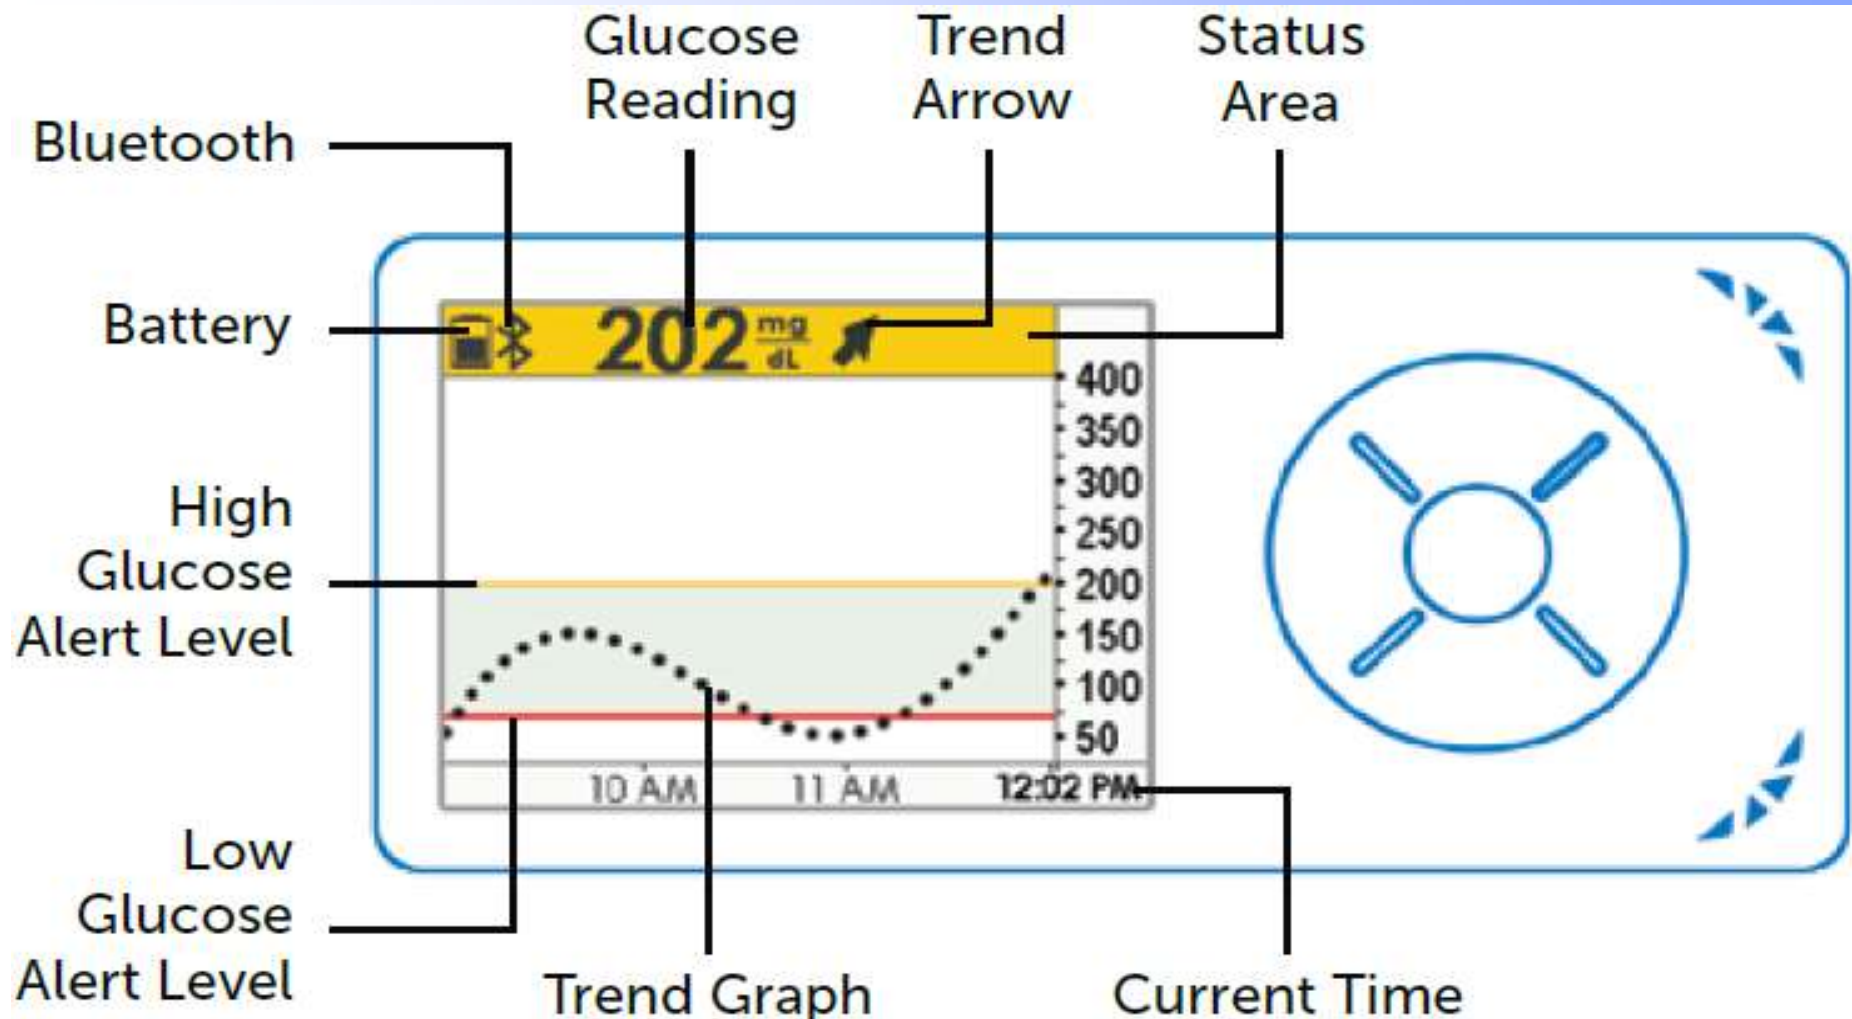 Glucose
Reading
Trend
Arrow
Status
Area
Bluetooth
Battery
202 mg
dL
400
350
300
250
200
150
100
50
High
Glucose
Alert Level
10 AM 11 AM 12:02 PM
Low
Glucose
Alert Level
Trend Graph
Current Time